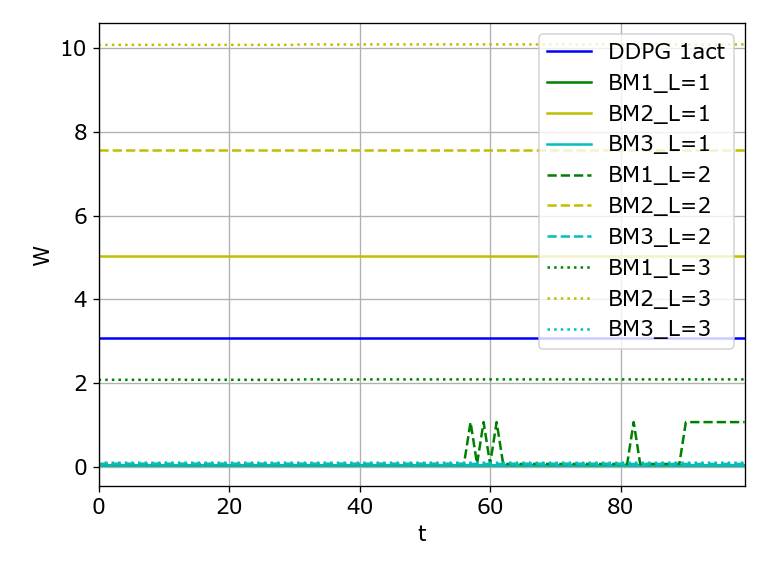 10
8
6
4
2
0
W
0
20
40
60
80
t
DDPG 1act
BM1_L=1
BM2_L=1
BM3_L=1
BM1_L=2
BM2_L=2
BM3_L=2
BM1_L=3
BM2_L=3
BM3_L=3